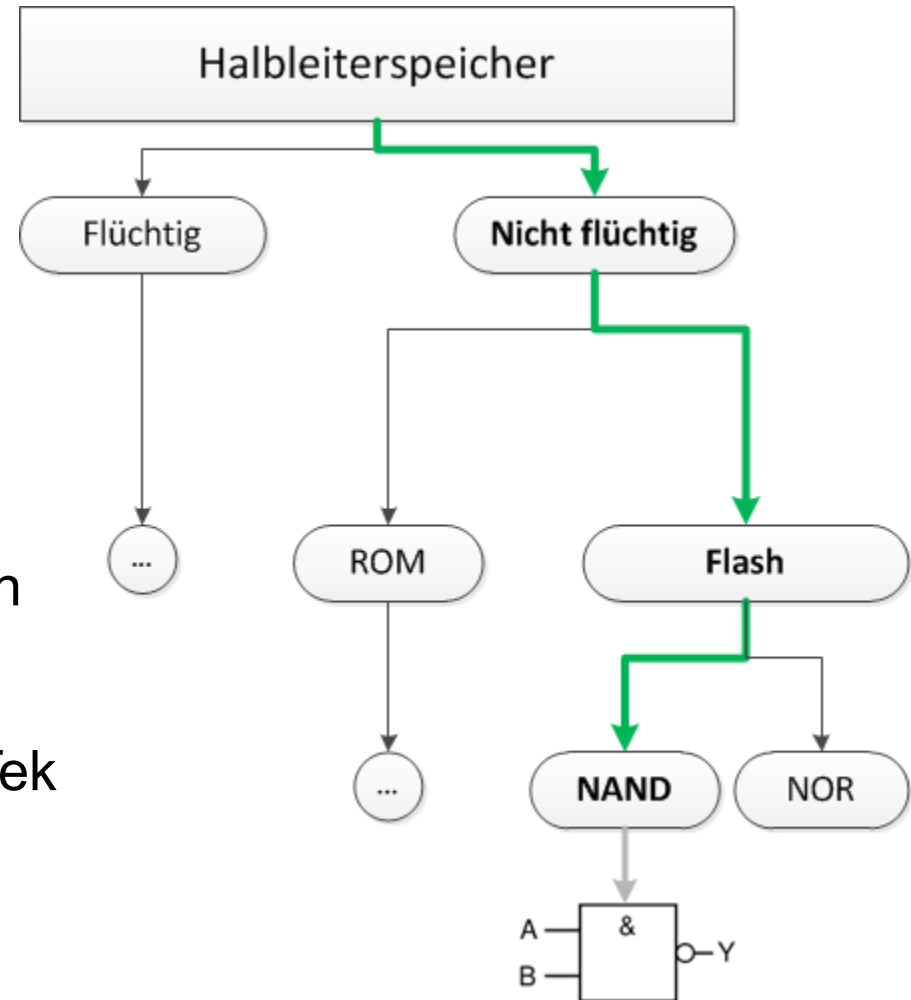 Halbleiterspeicher
Flüchtig
Nicht flüchtig
...
ROM
Flash
...
NAND
NOR
&
A
Y
B